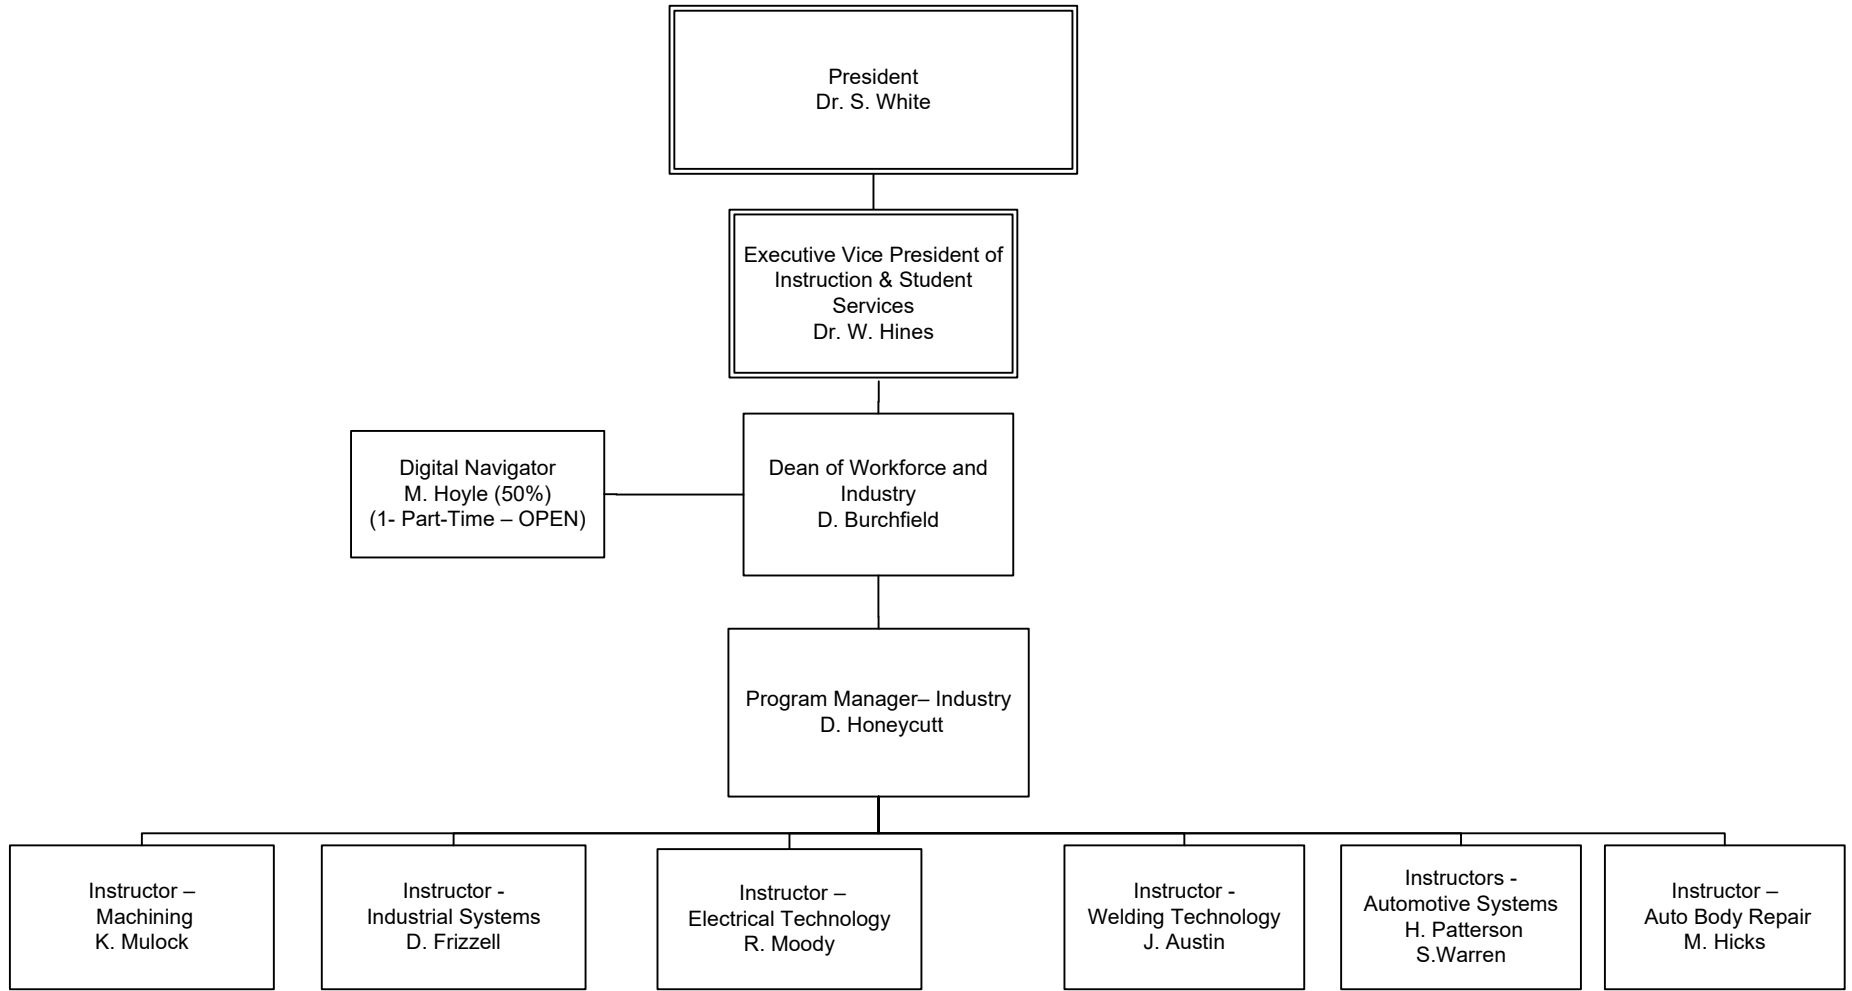 President
Dr. S. White
Executive Vice President of
Instruction & Student
Services
Dr. W. Hines
Digital Navigator
M. Hoyle (50%)
(1- Part-Time – OPEN)
Dean of Workforce and
Industry
D. Burchfield
Program Manager– Industry
D. Honeycutt
Instructor –
Machining
K. Mulock
Instructor -
Industrial Systems
D. Frizzell
Instructor –
Electrical Technology
R. Moody
Instructor -
Welding Technology
J. Austin
Instructors -
Automotive Systems
H. Patterson
S.Warren
Instructor –
Auto Body Repair
M. Hicks